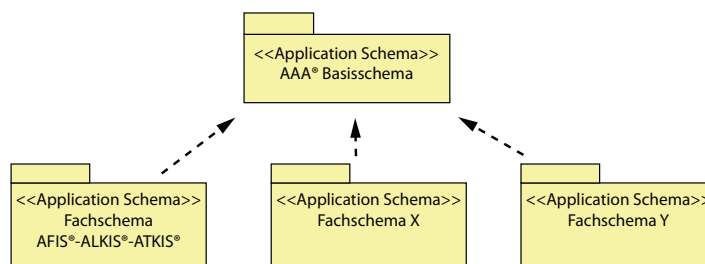 <<Application Schema>>
AAA® Basisschema
<<Application Schema>>
Fachschema
AFIS®-ALKIS®-ATKIS®
<<Application Schema>>
Fachschema X
<<Application Schema>>
Fachschema Y